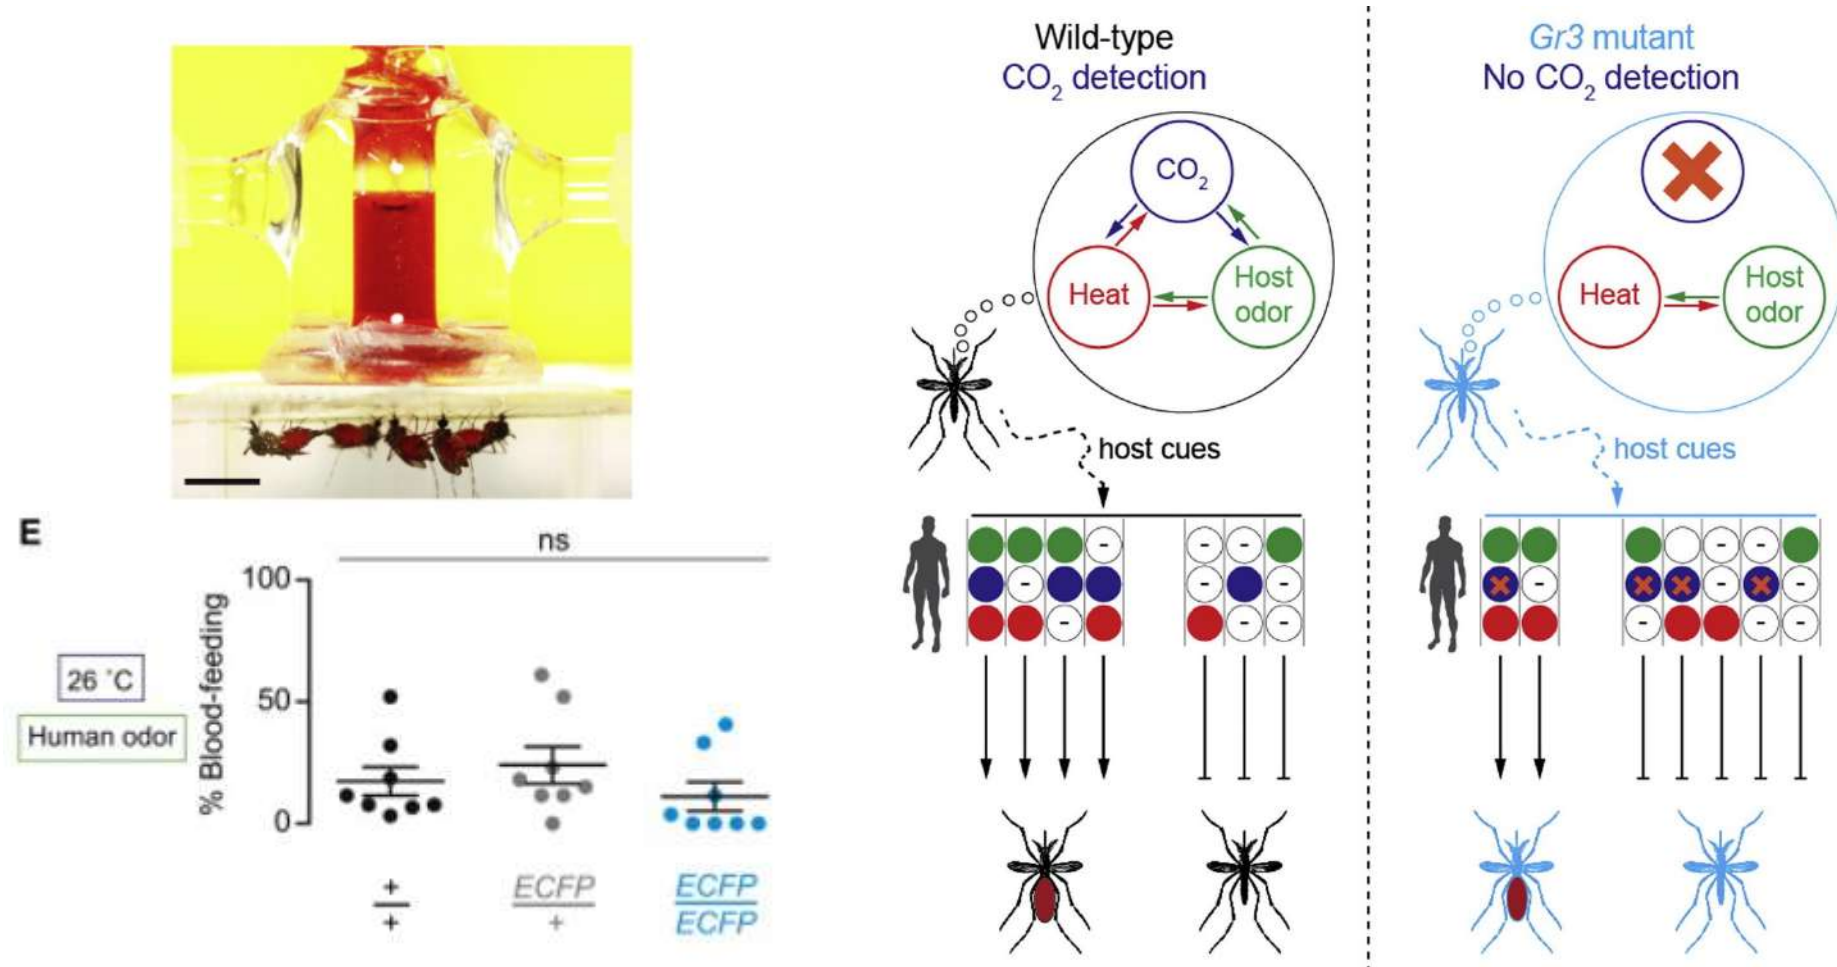 E
ns
100
50
0
% Blood-feeding
26 ˚C
Human odor
+
+
ECFP
+
ECFP
ECFP
Wild-type
CO2 detection
CO2
Heat
Host
odor
host cues
-
-
-
-
-
-
-
-
-
-
Gr3 mutant
No CO2 detection
Heat
Host
odor
host cues
-
-
-
-
-
-
-
-
-